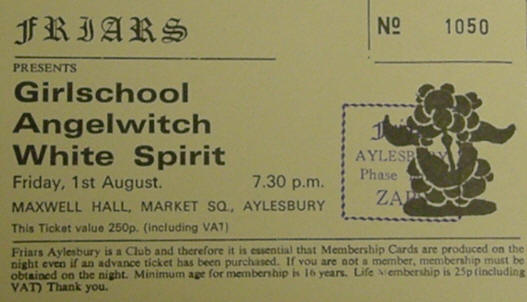 FRIARS
Nº 1050
PRESENTS
Girlschool
Angelwitch
White Spirit
Friday, 1st August. 7.30 p.m.
MAXWELL HALL, MARKET SQ., AYLESBURY
This Ticket value 250p. (including VAT)
AYLESB
Phase
ZA
Friars Aylesbury is a Club and therefore it is essential that Membership Cards are produced on the
night even if an advance ticket has been purchased. If you are not a member, membership must be
obtained on the night. Minimum age for membership is 16 years. Life Membership is 25p (including
VAT) Thank you.